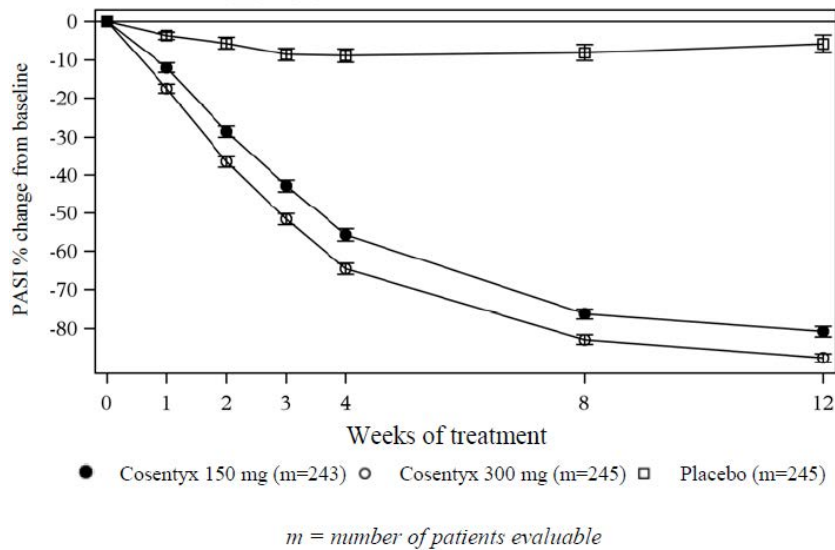 0
-10
-20
-30
-40
-50
-60
-70
-80
PASI % change from baseline
0 1 2 3 4 8 12
Weeks of treatment
Cosentyx 150 mg (m=243) Cosentyx 300 mg (m=245) Placebo (m=245)
m = number of patients evaluable